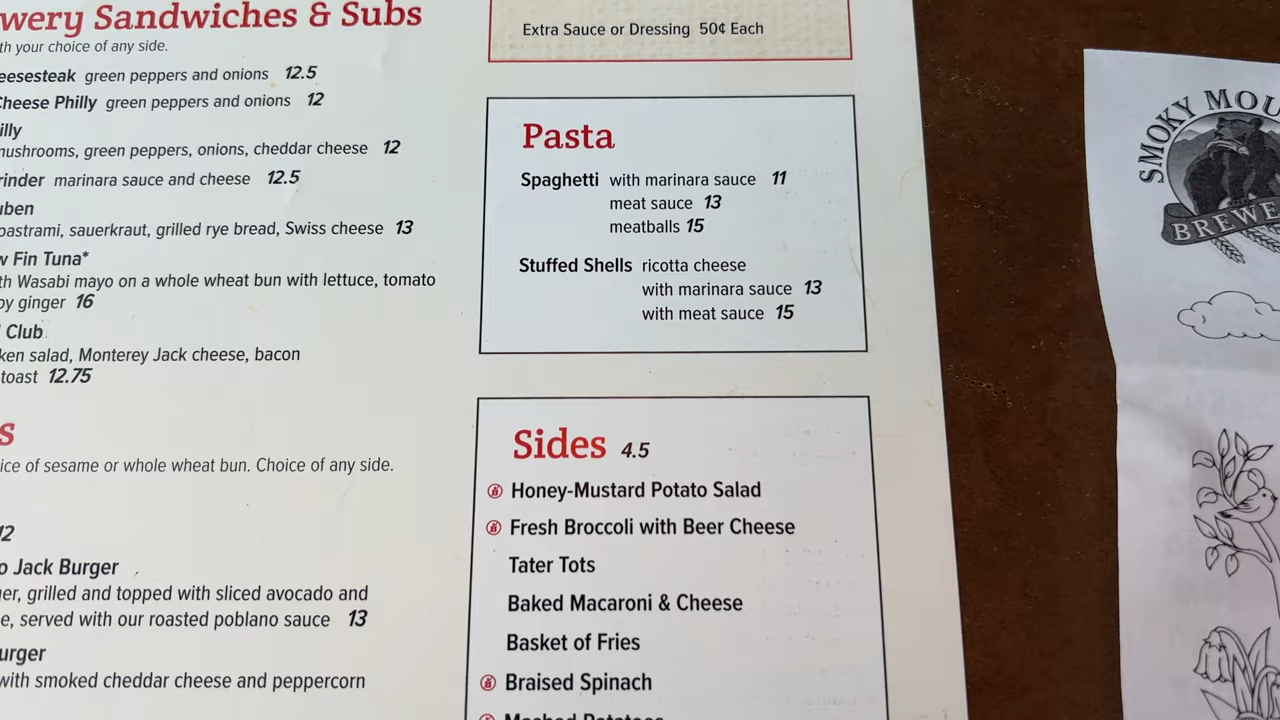 wery Sandwiches & Subs
th your choice of any side.
eesesteak green peppers and onions 12.5
Cheese Philly green peppers and onions 12
illy
mushrooms, green peppers, onions, cheddar cheese 12
rinder marinara sauce and cheese 12.5
uben
pastrami, sauerkraut, grilled rye bread, Swiss cheese 13
w Fin Tuna*
th Wasabi mayo on a whole wheat bun with lettuce, tomato
oy ginger 16
Club
ken salad, Monterey Jack cheese, bacon
toast 12.75
s
ice of sesame or whole wheat bun. Choice of any side.
12
o Jack Burger
er, grilled and topped with sliced avocado and
e, served with our roasted poblano sauce 13
urger
with smoked cheddar cheese and peppercorn
Extra Sauce or Dressing 50¢ Each
Pasta
Spaghetti with marinara sauce 11
meat sauce 13
meatballs 15
Stuffed Shells ricotta cheese
with marinara sauce 13
with meat sauce 15
Sides 4.5
Honey-Mustard Potato Salad
Fresh Broccoli with Beer Cheese
Tater Tots
Baked Macaroni & Cheese
Basket of Fries
Braised Spinach
Mashed Potatoes
SMOKY MOU
BREWE